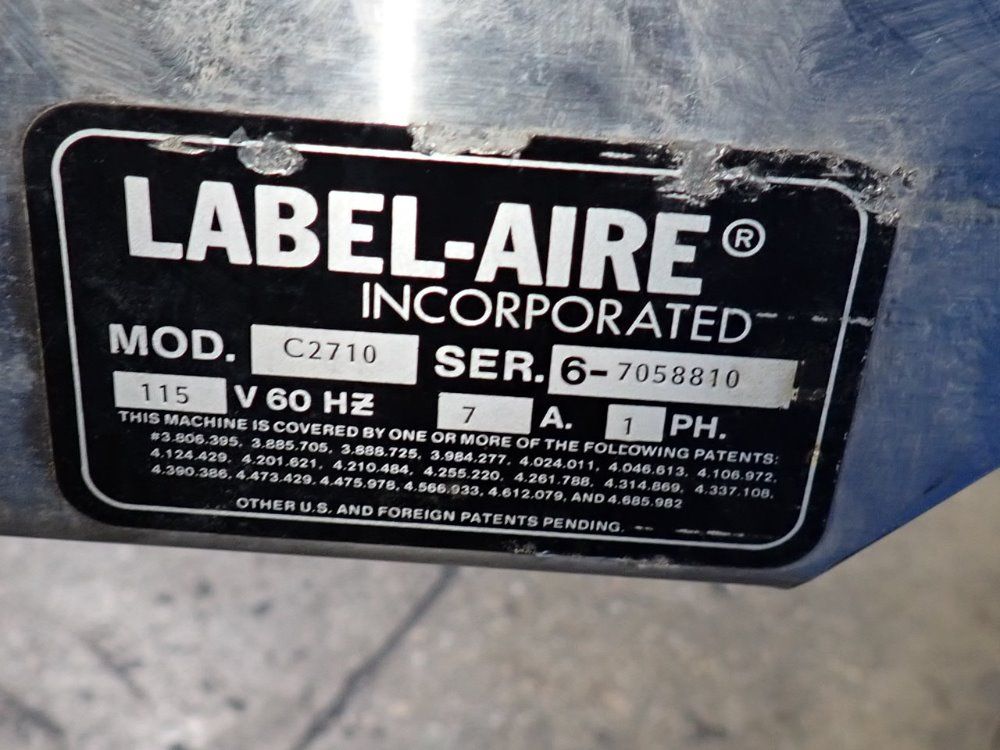 LABEL-AIRE®
INCORPORATED
MOD. C2710 SER. 6-7058810
115 V 60 HZ 7 A. 1 PH.
THIS MACHINE IS COVERED BY ONE OR MORE OF THE FOLLOWING PATENTS:
#3.806.395, 3.885.705, 3.888.725, 3.984.277, 4.024.011, 4.046.613, 4.106.972,
4.124.429, 4.201.621, 4.210.484, 4.255.220, 4.261.788, 4.314.869, 4.337.108,
4.390.386, 4.473.429, 4.475.978, 4.566.933, 4.612.079, AND 4.685.982
OTHER U.S. AND FOREIGN PATENTS PENDING.